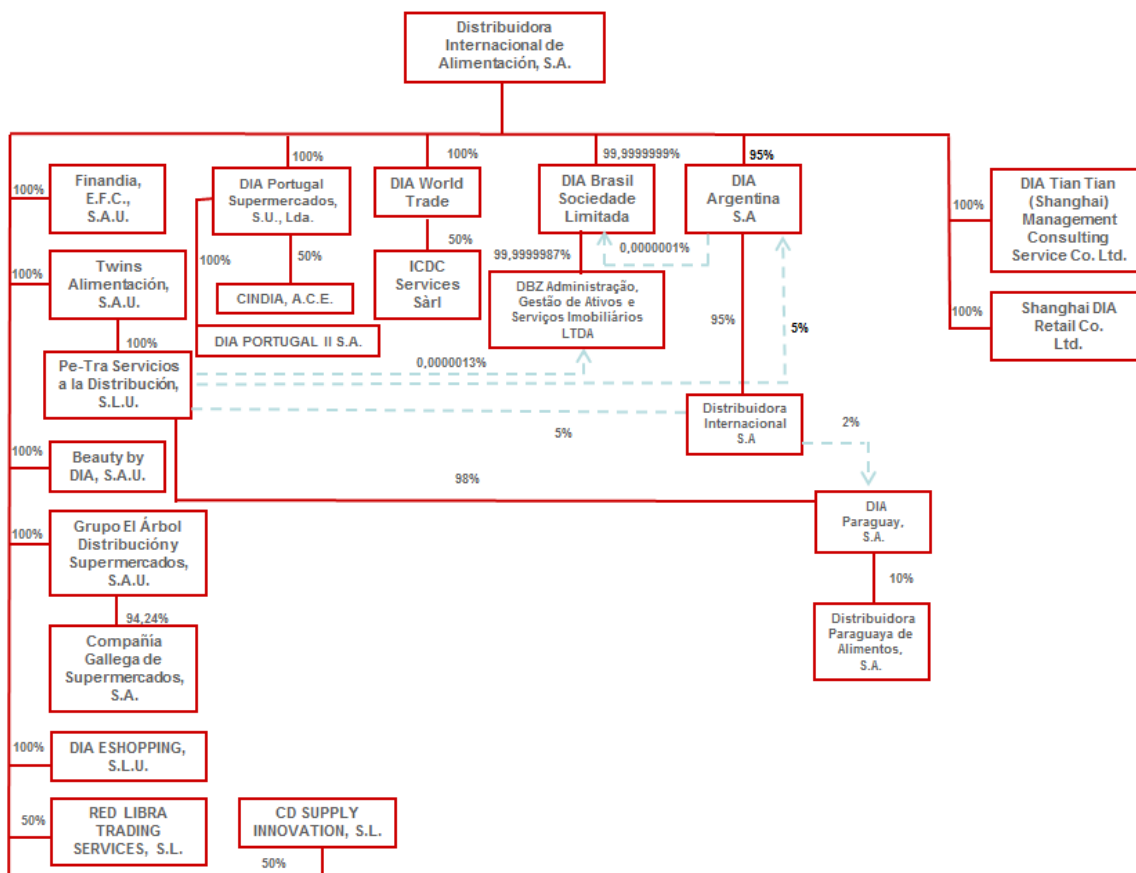 Distribuidora
Internacional de
Alimentación, S.A.
100%
100%
99,9999999%
95%
100%
Finandia,
E.F.C.,
S.A.U.
DIA Portugal
Supermercados,
S.U., Lda.
DIA World
Trade
DIA Brasil
Sociedade
Limitada
DIA
Argentina
S.A
100%
DIA Tian Tian
(Shanghai)
Management
Consulting
Service Co. Ltd.
100%
Twins
Alimentación,
S.A.U.
100%
50%
CINDIA, A.C.E.
DIA PORTUGAL II S.A.
50%
ICDC
Services
Sàrl
99,9999987%
0,0000001%
DBZ Administração,
Gestão de Ativos e
Serviços Imobiliários
LTDA
95%
5%
100%
Shanghai DIA
Retail Co.
Ltd.
100%
Pe-Tra Servicios
a la Distribución,
S.L.U.
0,0000013%
5%
Distribuidora
Internacional
S.A
2%
100%
Beauty by
DIA, S.A.U.
98%
DIA
Paraguay,
S.A.
100%
Grupo El Árbol
Distribución y
Supermercados,
S.A.U.
10%
94,24%
Distribuidora
Paraguaya de
Alimentos,
S.A.
Compañía
Gallega de
Supermercados,
S.A.
100%
DIA ESHOPPING,
S.L.U.
50%
RED LIBRA
TRADING
SERVICES, S.L.
CD SUPPLY
INNOVATION, S.L.
50%